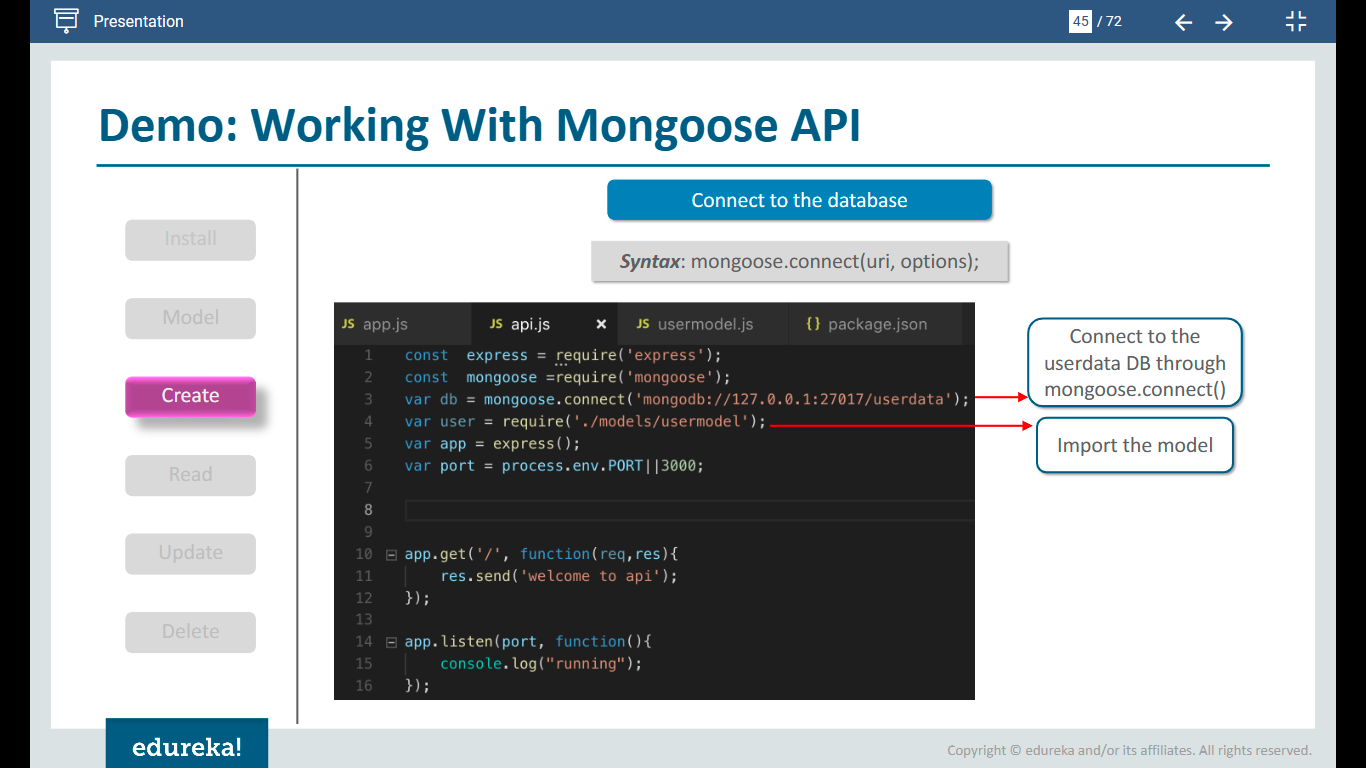 Presentation
45 / 72
Demo: Working With Mongoose API
Install
Model
Create
Read
Update
Delete
Connect to the database
Syntax: mongoose.connect(uri, options);
JS app.js
JS api.js ×
JS usermodel.js
{} package.json
1 const  express = require('express');
2 const  mongoose =require('mongoose');
3 var db = mongoose.connect('mongodb://127.0.0.1:27017/userdata');
4 var user = require('./models/usermodel');
5 var app = express();
6 var port = process.env.PORT||3000;
7
8
9
10 app.get('/', function(req,res){
11     res.send('welcome to api');
12 });
13
14 app.listen(port, function(){
15     console.log("running");
16 });
Connect to the
userdata DB through
mongoose.connect()
Import the model
edureka!
Copyright © edureka and/or its affiliates. All rights reserved.